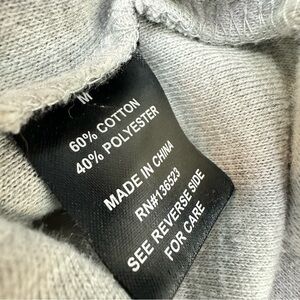 M
60% COTTON
40% POLYESTER
MADE IN CHINA
RN#136523
SEE REVERSE SIDE
FOR CARE